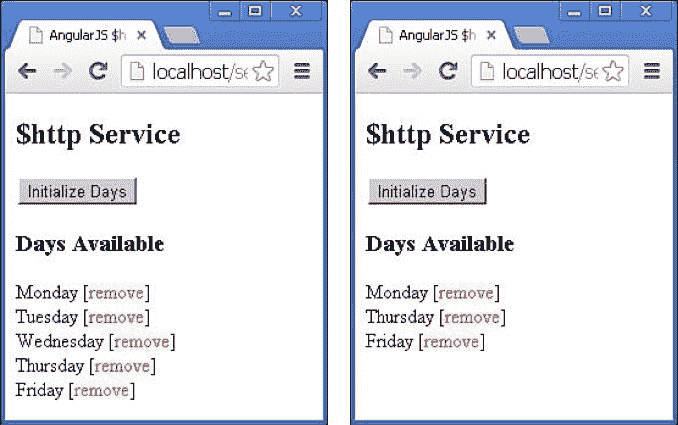 AngularJS $h
localhost/se
$http Service
Initialize Days
Days Available
Monday [remove]
Tuesday [remove]
Wednesday [remove]
Thursday [remove]
Friday [remove]
AngularJS $h
localhost/se
$http Service
Initialize Days
Days Available
Monday [remove]
Thursday [remove]
Friday [remove]